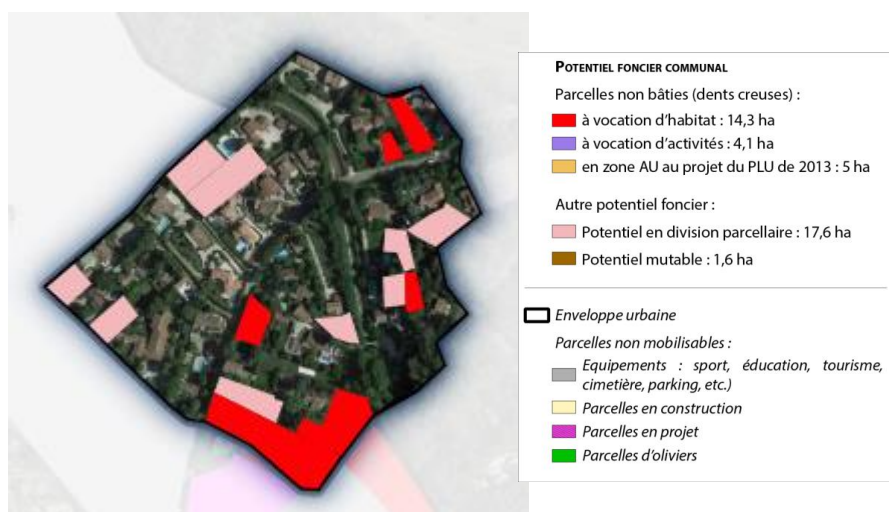 POTENTIEL FONCIER COMMUNAL
Parcelles non bâties (dents creuses) :
à vocation d'habitat : 14,3 ha
à vocation d'activités : 4,1 ha
en zone AU au projet du PLU de 2013 : 5 ha
Autre potentiel foncier :
Potentiel en division parcellaire : 17,6 ha
Potentiel mutable : 1,6 ha
Enveloppe urbaine
Parcelles non mobilisables :
Equipements : sport, éducation, tourisme,
cimetière, parking, etc.)
Parcelles en construction
Parcelles en projet
Parcelles d'oliviers